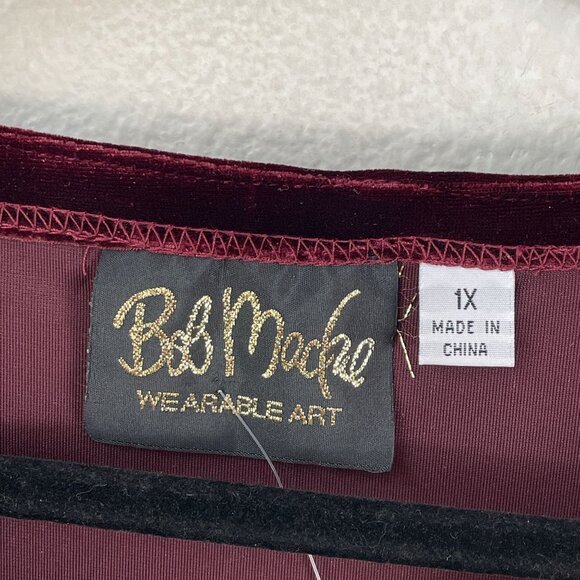 Bob Mackie
WEARABLE ART
1X
MADE IN
CHINA